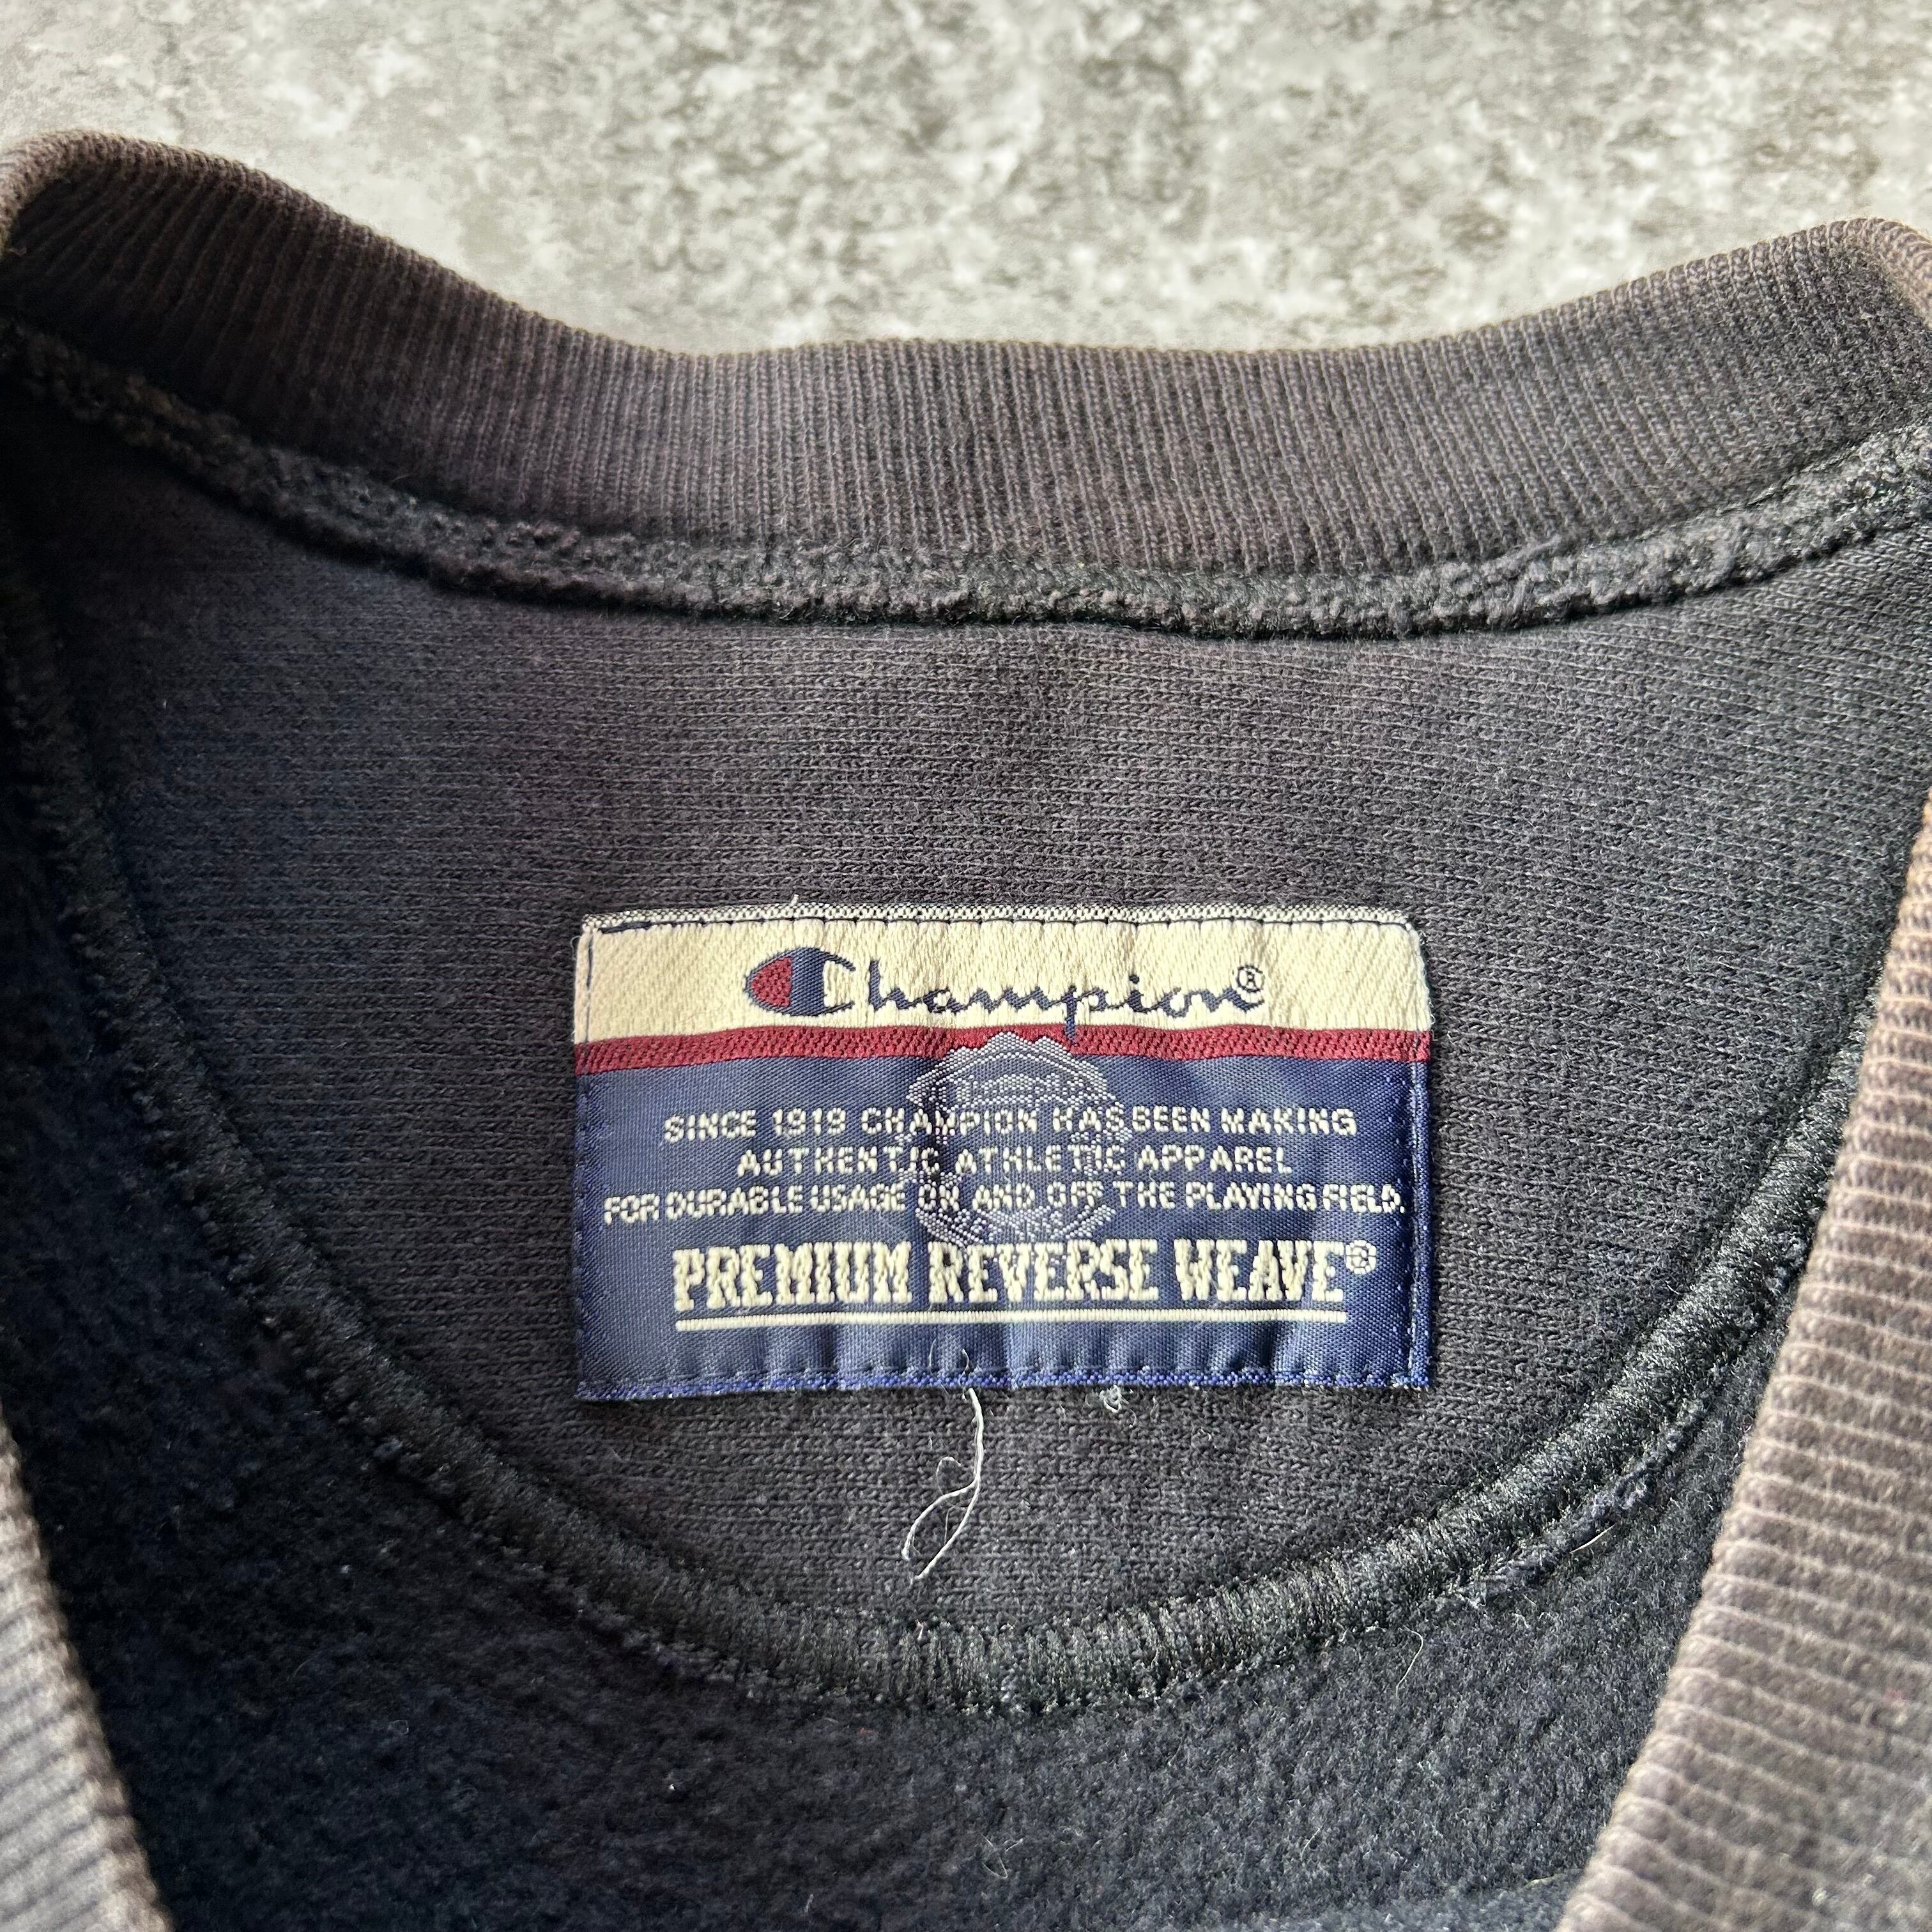 Champion®
SINCE 1919 CHAMPION HAS BEEN MAKING
AUTHENTIC ATHLETIC APPAREL
FOR DURABLE USAGE ON AND OFF THE PLAYING FIELD.
PREMIUM REVERSE WEAVE®